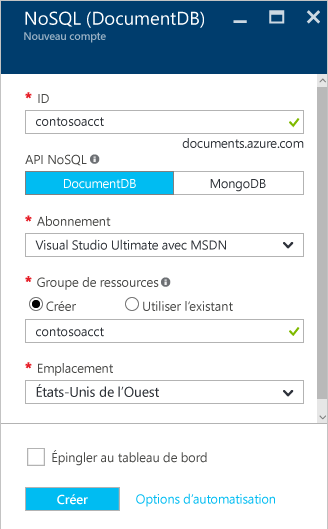 NoSQL (DocumentDB)
Nouveau compte
* ID
contosoacct
documents.azure.com
API NoSQL
DocumentDB MongoDB
* Abonnement
Visual Studio Ultimate avec MSDN
* Groupe de ressources
Créer Utiliser l'existant
contosoacct
* Emplacement
États-Unis de l'Ouest
Épingler au tableau de bord
Créer Options d'automatisation